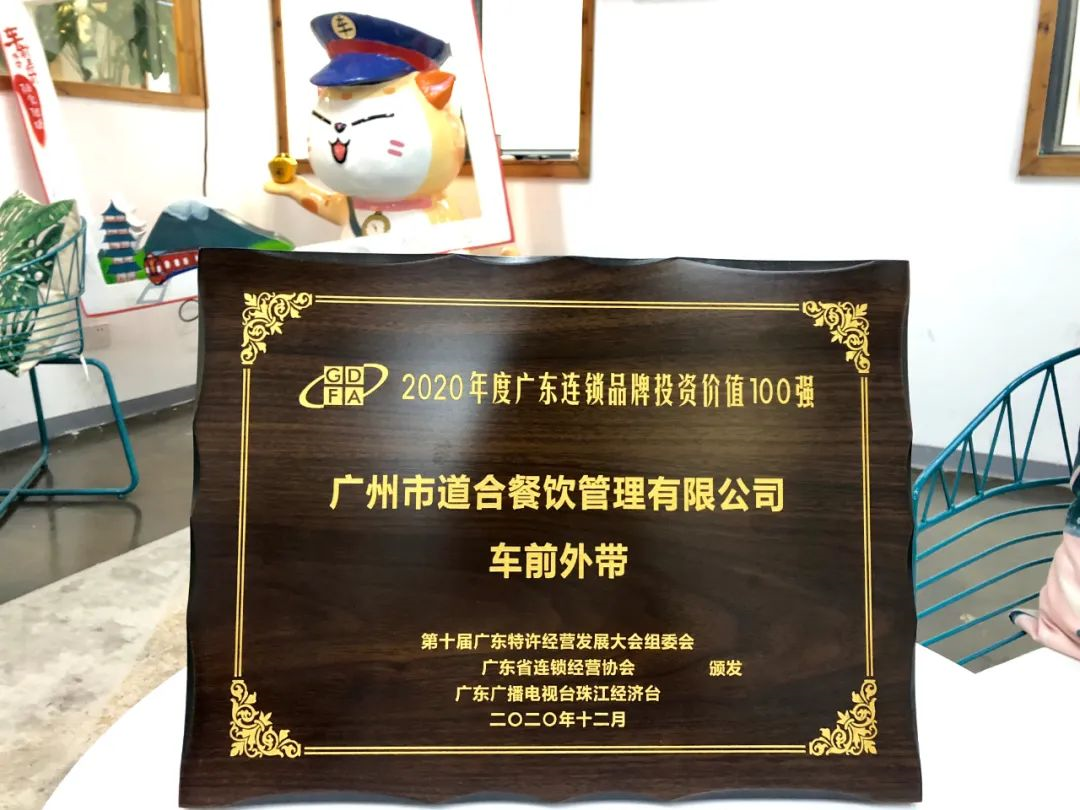 车
车
GD
FA
2020年度广东连锁品牌投资价值100强
广州市道合餐饮管理有限公司
车前外带
第十届广东特许经营发展大会组委会
广东省连锁经营协会 颁发
广东广播电视台珠江经济台
二〇二〇年十二月